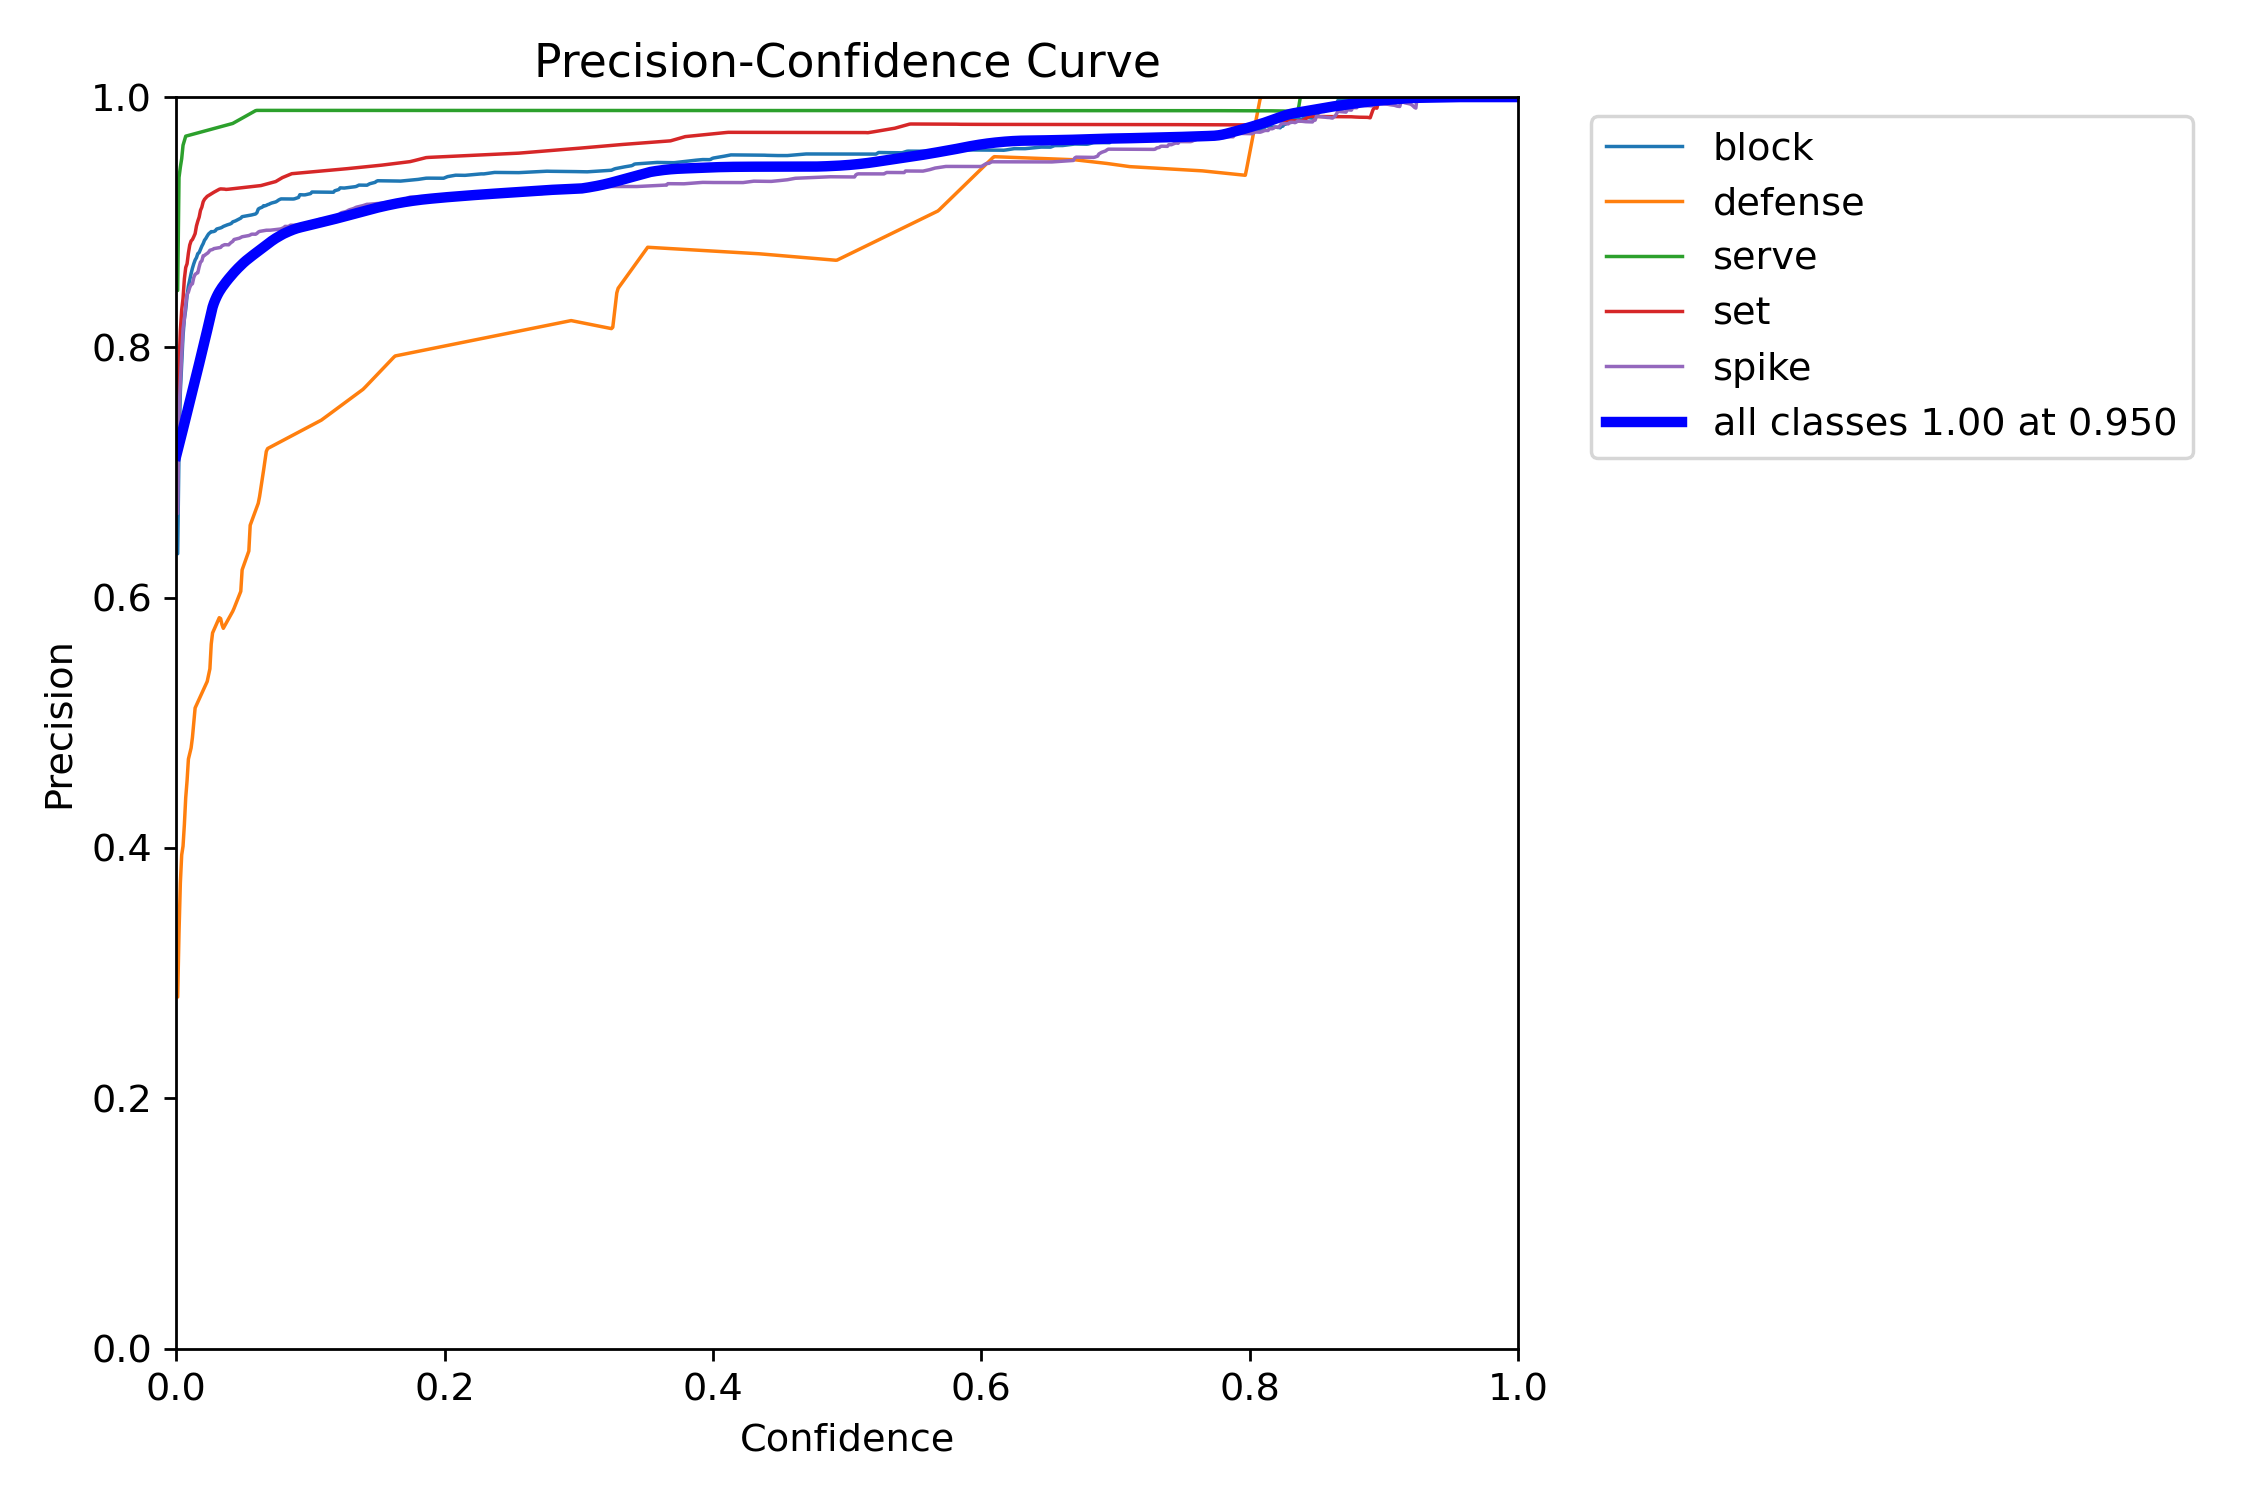 Precision-Confidence Curve
1.0
0.8
0.6
0.4
0.2
0.0
Precision
0.0 0.2 0.4 0.6 0.8 1.0
Confidence
block
defense
serve
set
spike
all classes 1.00 at 0.950